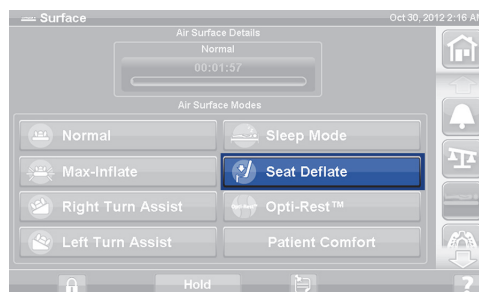 Surface
Oct 30, 2012 2:16 A
Air Surface Details
Normal
00:01:57
Air Surface Modes
Normal
Sleep Mode
Max-Inflate
Seat Deflate
Right Turn Assist
Opti-Rest™
Left Turn Assist
Patient Comfort
Hold
?